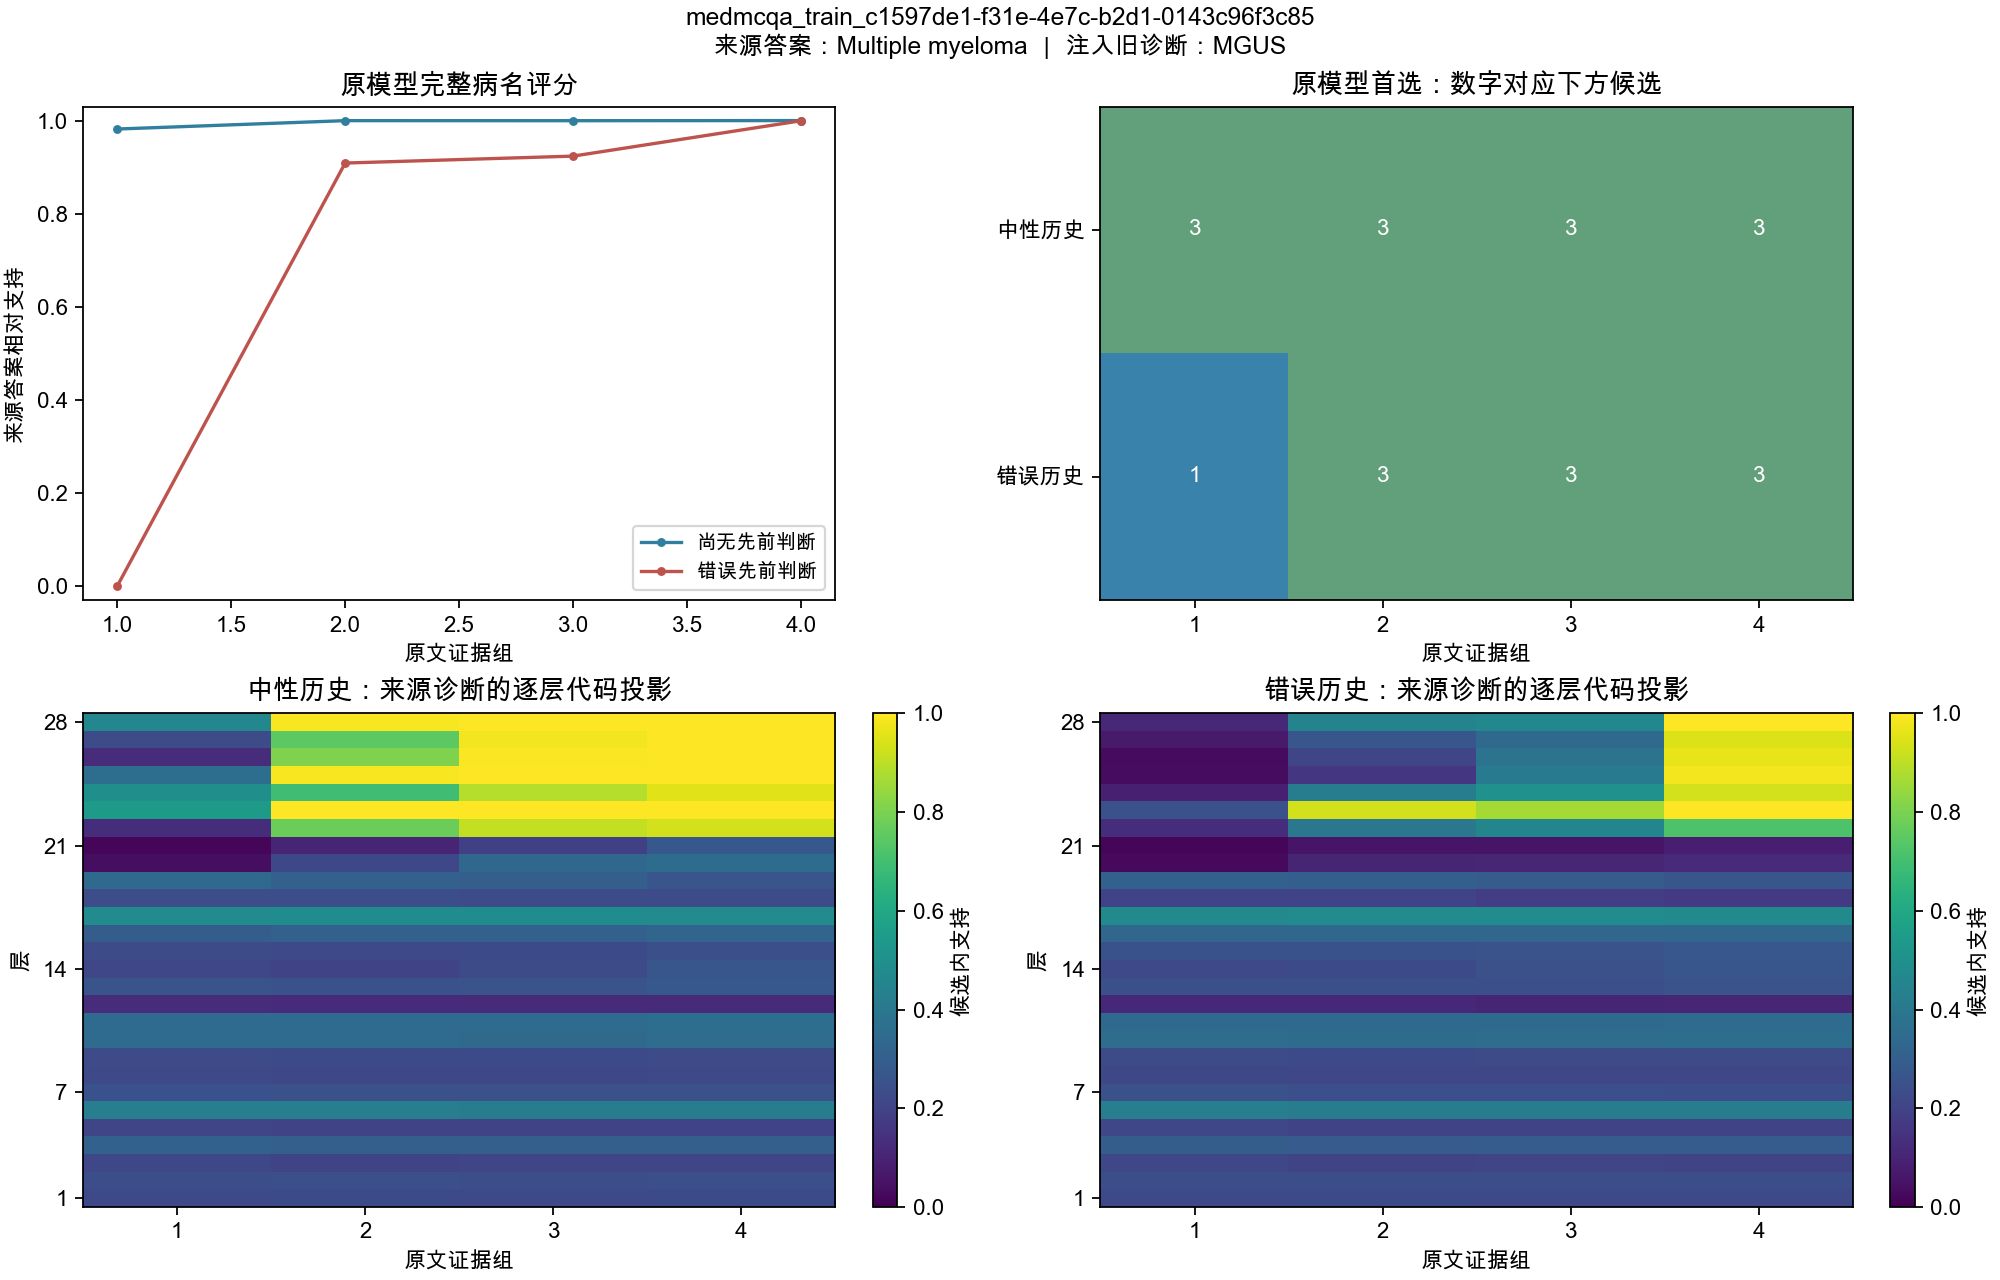 medmcqa_train_c1597de1-f31e-4e7c-b2d1-0143c96f3c85
来源答案：Multiple myeloma | 注入旧诊断：MGUS
原模型完整病名评分
来源答案相对支持
1.0
0.8
0.6
0.4
0.2
0.0
尚无先前判断
错误先前判断
1.0 1.5 2.0 2.5 3.0 3.5 4.0
原文证据组
原模型首选：数字对应下方候选
中性历史
3 3 3 3
错误历史
1 3 3 3
1 2 3 4
原文证据组
中性历史：来源诊断的逐层代码投影
层
28
21
14
7
1
1 2 3 4
原文证据组
1.0
0.8
0.6
0.4
0.2
0.0
候选内支持
错误历史：来源诊断的逐层代码投影
层
28
21
14
7
1
1 2 3 4
原文证据组
1.0
0.8
0.6
0.4
0.2
0.0
候选内支持